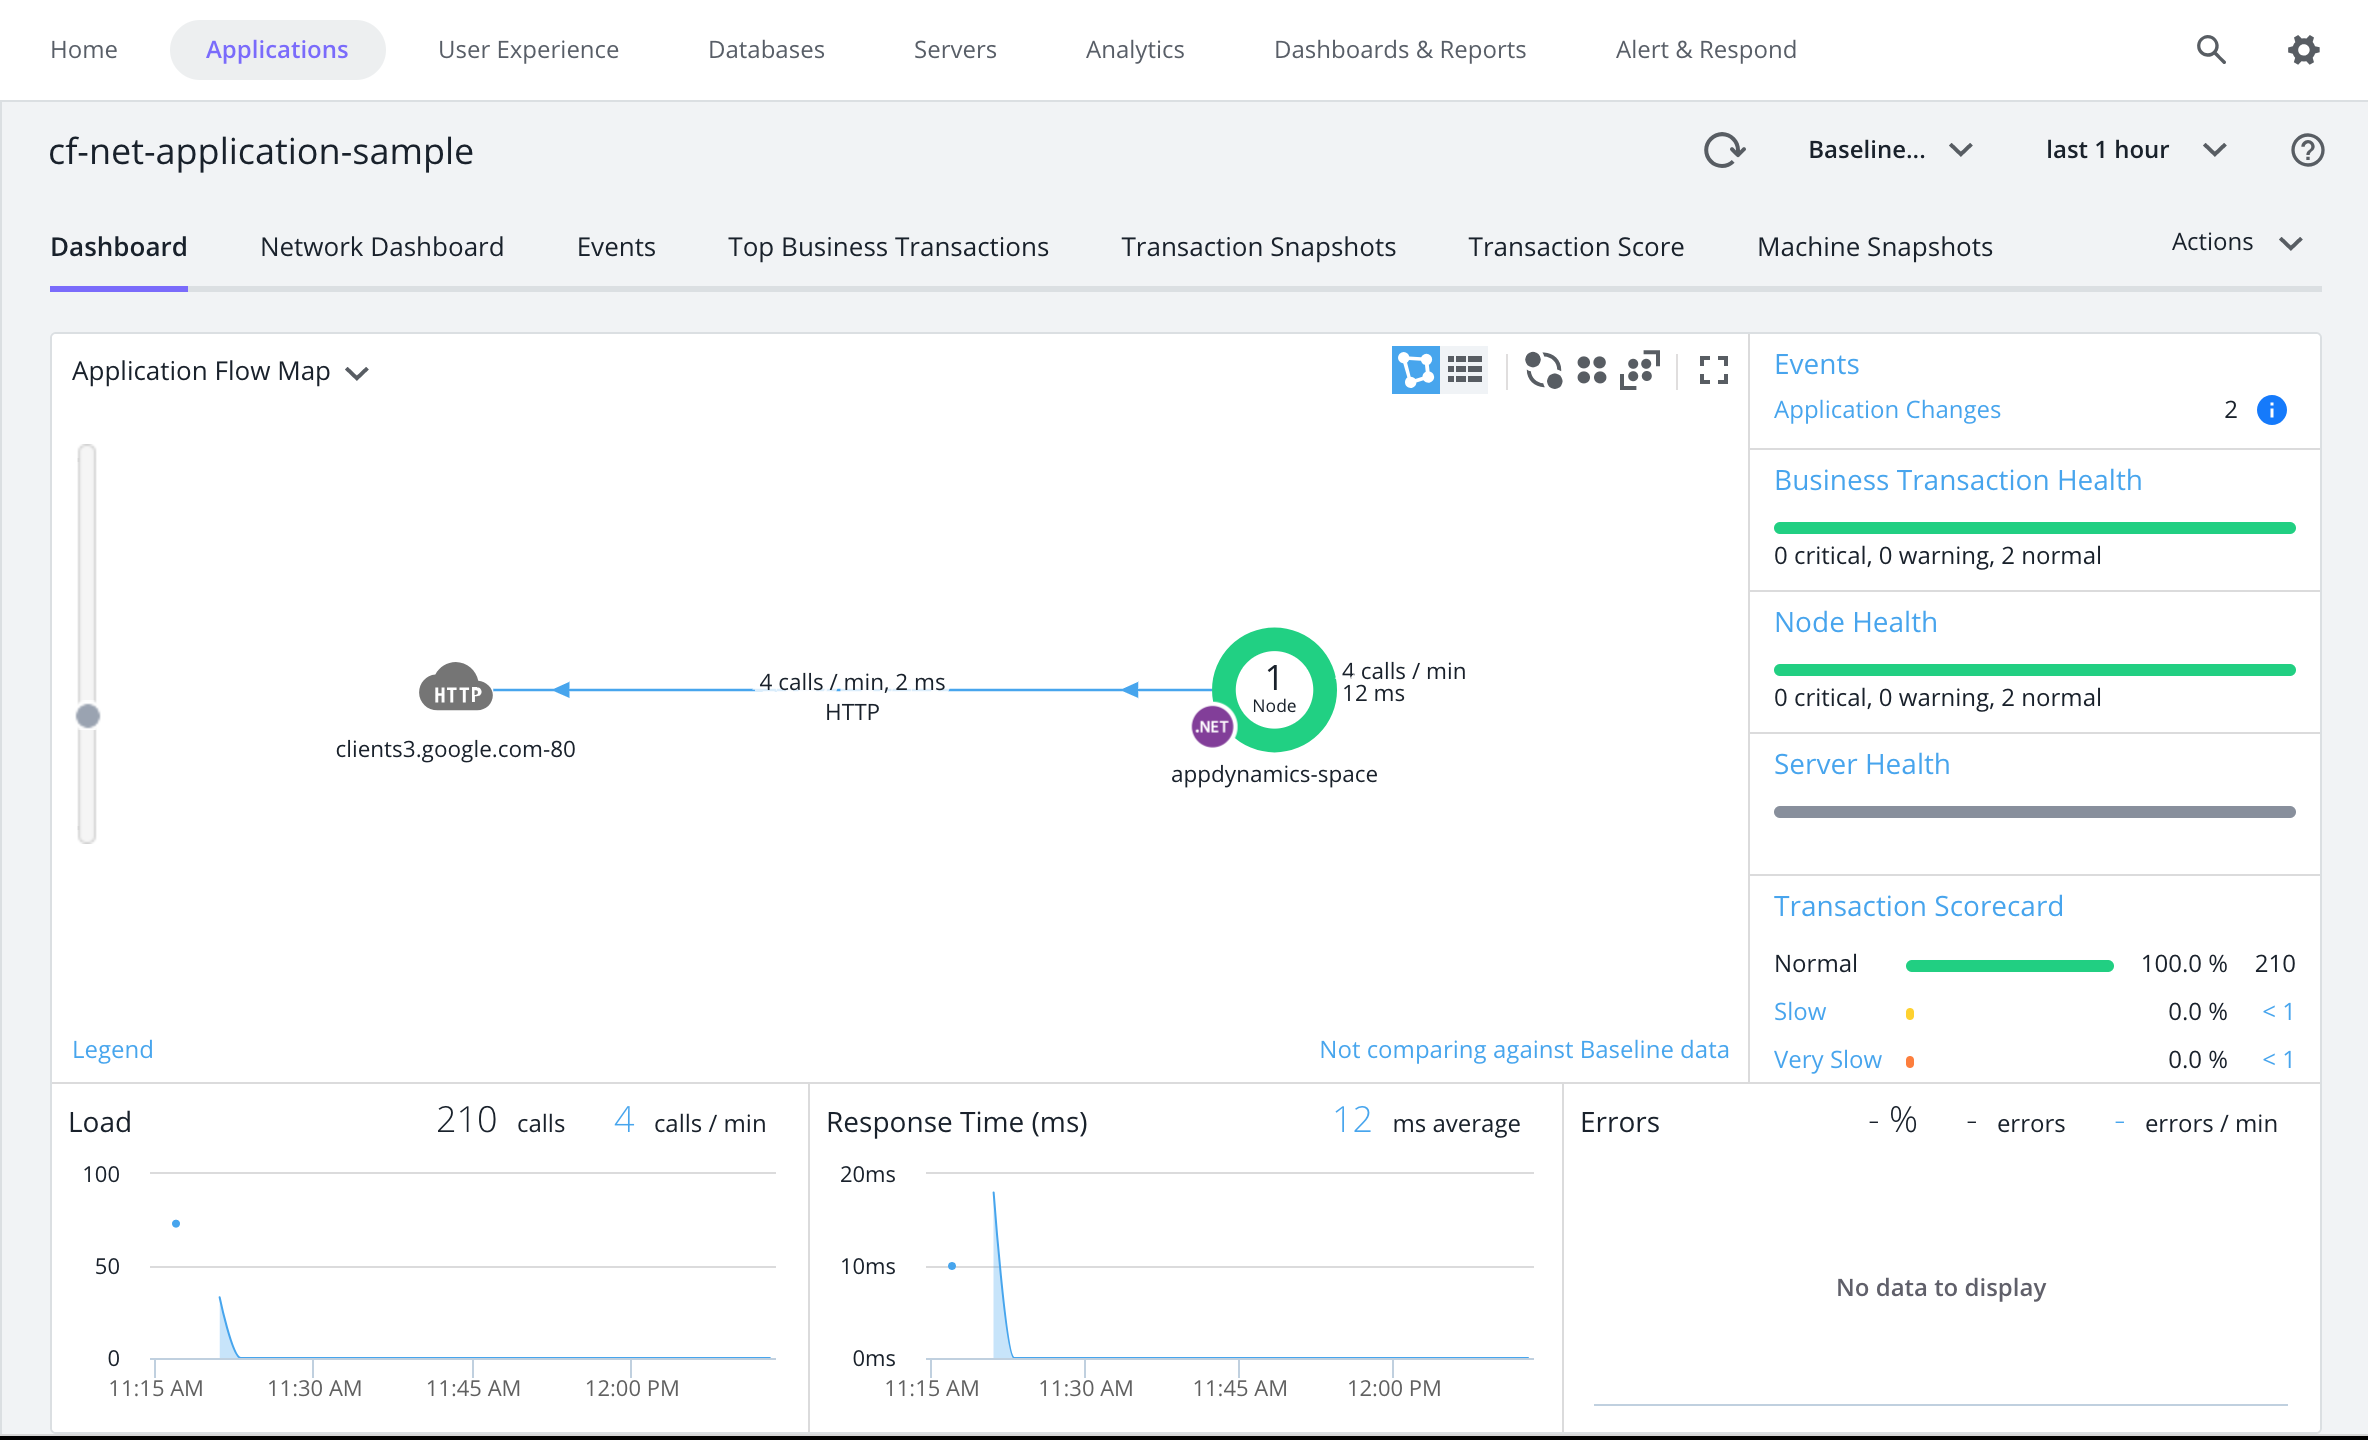 Home Applications User Experience Databases Servers Analytics Dashboards & Reports Alert & Respond
cf-net-application-sample
Baseline... last 1 hour
Dashboard Network Dashboard Events Top Business Transactions Transaction Snapshots Transaction Score Machine Snapshots Actions
Application Flow Map
HTTP
clients3.google.com-80
4 calls / min, 2 ms
HTTP
1
Node
.NET
appdynamics-space
4 calls / min
12 ms
Legend
Not comparing against Baseline data
Events
Application Changes 2
Business Transaction Health
0 critical, 0 warning, 2 normal
Node Health
0 critical, 0 warning, 2 normal
Server Health
Transaction Scorecard
Normal 100.0 % 210
Slow 0.0 % < 1
Very Slow 0.0 % < 1
Load 210 calls 4 calls / min
100
50
0
11:15 AM 11:30 AM 11:45 AM 12:00 PM
Response Time (ms) 12 ms average
20ms
10ms
0ms
11:15 AM 11:30 AM 11:45 AM 12:00 PM
Errors - % - errors - errors / min
No data to display